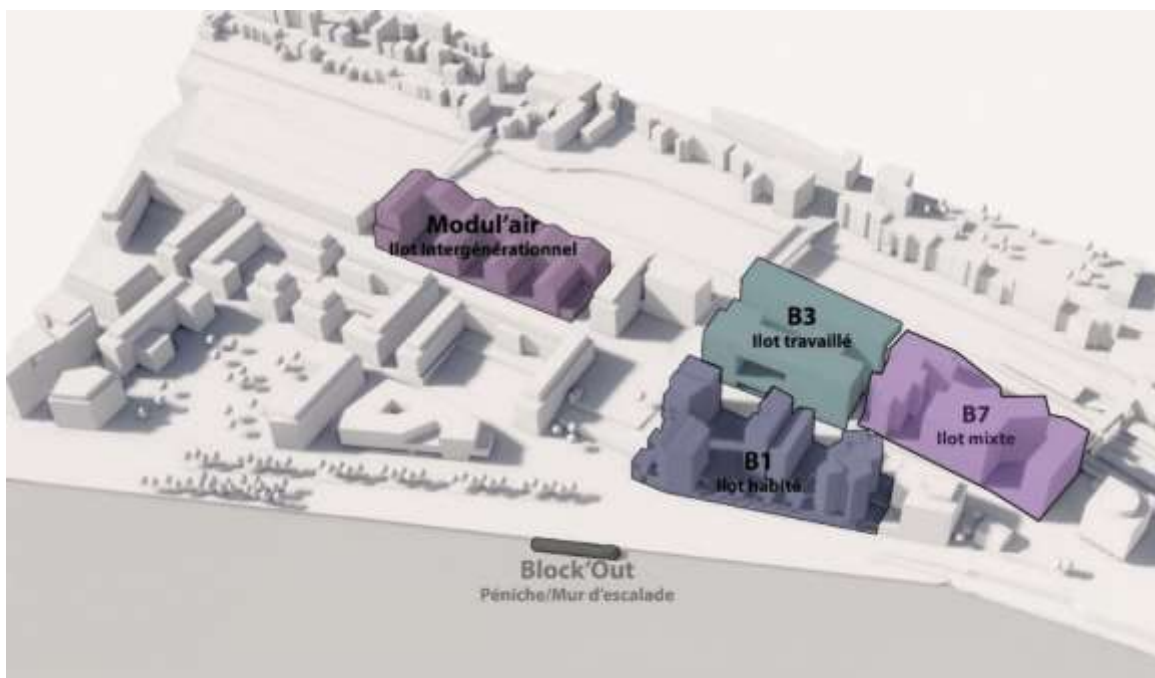 Modul'air
Ilot Intergénérationnel
B3
Ilot travaillé
B7
Ilot mixte
B1
Ilot habité
Block'Out
Péniche/Mur d'escalade